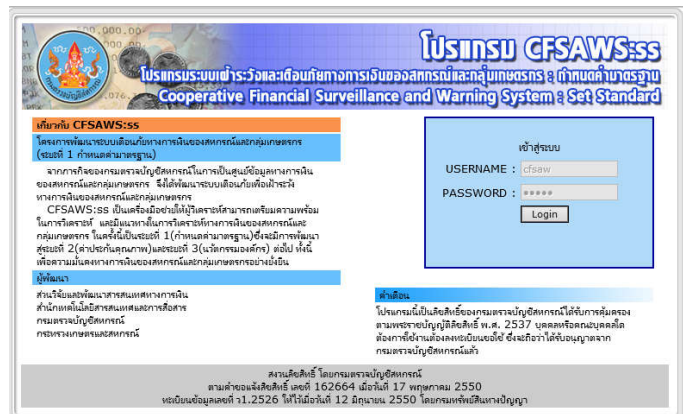 โปรแกรม CFSAWS:ss
โปรแกรมระบบเฝ้าระวังและเตือนภัยทางการเงินของสหกรณ์และกลุ่มเกษตรกร : กำหนดค่ามาตรฐาน
Cooperative Financial Surveillance and Warning System : Set Standard
เกี่ยวกับ CFSAWS:ss
โครงการพัฒนาระบบเตือนภัยทางการเงินของสหกรณ์และกลุ่มเกษตรกร
(ระยะที่ 1 กำหนดค่ามาตรฐาน)
จากภารกิจของกรมตรวจบัญชีสหกรณ์ในการเป็นศูนย์ข้อมูลทางการเงิน
ของสหกรณ์และกลุ่มเกษตรกร จึงได้พัฒนาระบบเตือนภัยเพื่อเฝ้าระวัง
ทางการเงินของสหกรณ์และกลุ่มเกษตรกร
CFSAWS:ss เป็นเครื่องมือช่วยให้ผู้วิเคราะห์สามารถเตรียมความพร้อม
ในการวิเคราะห์ และมีแนวทางในการวิเคราะห์ทางการเงินของสหกรณ์และ
กลุ่มเกษตรกร ในครั้งนี้เป็นระยะที่ 1(กำหนดค่ามาตรฐาน)ซึ่งจะมีการพัฒนา
สู่ระยะที่ 2(ค่าประกันคุณภาพ)และระยะที่ 3(นวัตกรรมองค์กร) ต่อไป ทั้งนี้
เพื่อความมั่นคงทางการเงินของสหกรณ์และกลุ่มเกษตรกรอย่างยั่งยืน
ผู้พัฒนา
ส่วนวิจัยและพัฒนาสารสนเทศทางการเงิน
สำนักเทคโนโลยีสารสนเทศและการสื่อสาร
กรมตรวจบัญชีสหกรณ์
กระทรวงเกษตรและสหกรณ์
เข้าสู่ระบบ
USERNAME : cfsaw
PASSWORD : •••••
Login
คำเตือน
โปรแกรมนี้เป็นลิขสิทธิ์ของกรมตรวจบัญชีสหกรณ์ได้รับการคุ้มครอง
ตามพระราชบัญญัติลิขสิทธิ์ พ.ศ. 2537 บุคคลหรือคณะบุคคลใด
ต้องการใช้งานต้องลงทะเบียนขอใช้ ซึ่งจะถือว่าได้รับอนุญาตจาก
กรมตรวจบัญชีสหกรณ์แล้ว
สงวนลิขสิทธิ์ โดยกรมตรวจบัญชีสหกรณ์
ตามคำขอแจ้งลิขสิทธิ์ เลขที่ 162664 เมื่อวันที่ 17 พฤษภาคม 2550
ทะเบียนข้อมูลเลขที่ ว1.2526 ให้ไว้เมื่อวันที่ 12 มิถุนายน 2550 โดยกรมทรัพย์สินทางปัญญา